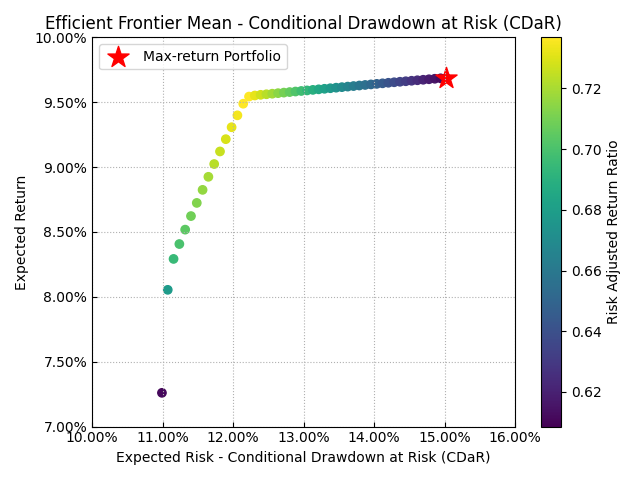 Efficient Frontier Mean - Conditional Drawdown at Risk (CDaR)
Max-return Portfolio
Expected Return
10.00%
9.50%
9.00%
8.50%
8.00%
7.50%
7.00%
10.00% 11.00% 12.00% 13.00% 14.00% 15.00% 16.00%
Expected Risk - Conditional Drawdown at Risk (CDaR)
0.72
0.70
0.68
0.66
0.64
0.62
Risk Adjusted Return Ratio